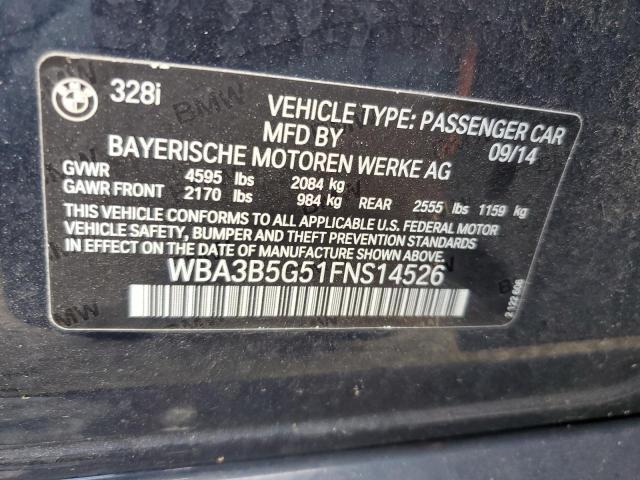 BMW
328i
VEHICLE TYPE: PASSENGER CAR
MFD BY
09/14
BAYERISCHE MOTOREN WERKE AG
GVWR 4595 lbs 2084 kg
GAWR FRONT 2170 lbs 984 kg REAR 2555 lbs 1159 kg
THIS VEHICLE CONFORMS TO ALL APPLICABLE U.S. FEDERAL MOTOR
VEHICLE SAFETY, BUMPER AND THEFT PREVENTION STANDARDS
IN EFFECT ON THE DATE OF MANUFACTURE SHOWN ABOVE.
WBA3B5G51FNS14526